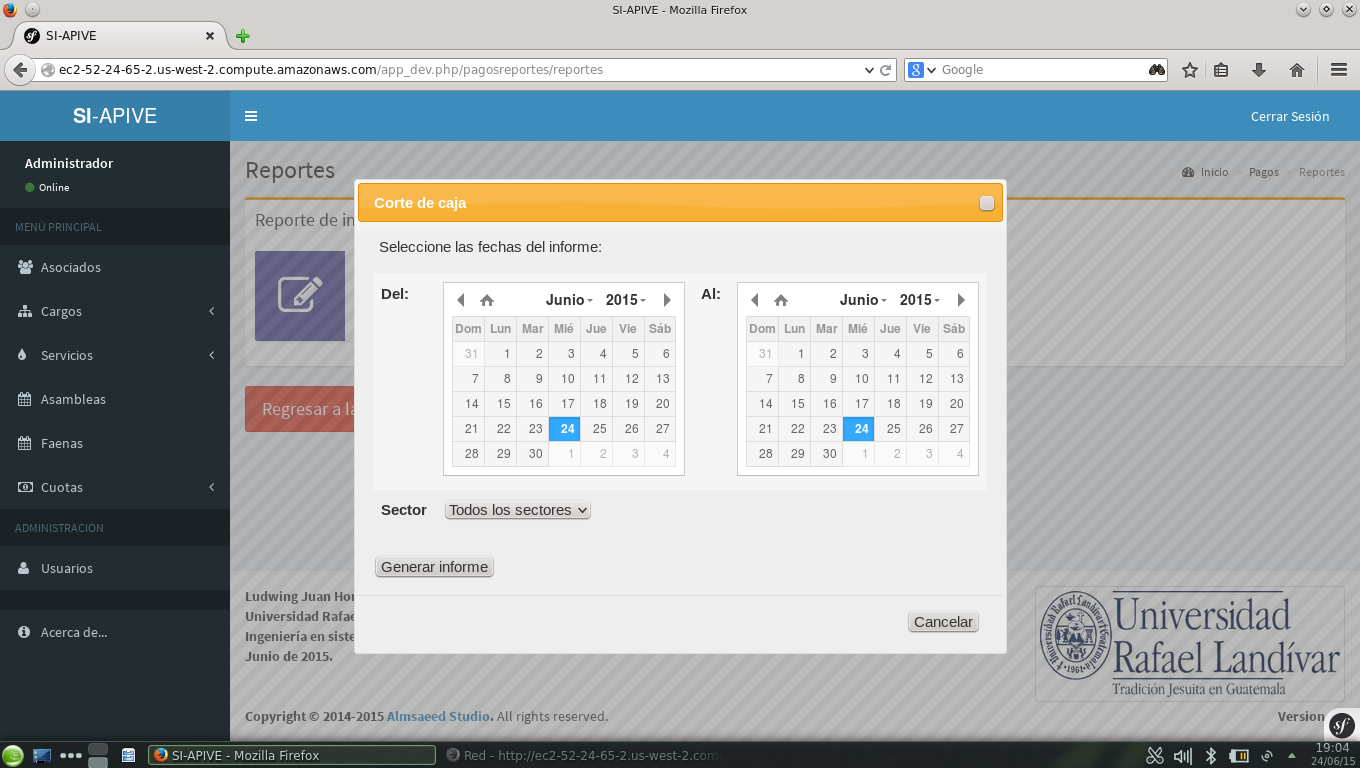 SI-APIVE - Mozilla Firefox
SI-APIVE
ec2-52-24-65-2.us-west-2.compute.amazonaws.com/app_dev.php/pagosreportes/reportes
Google
SI-APIVE
Cerrar Sesión
Administrador
Online
MENÚ PRINCIPAL
Asociados
Cargos
Servicios
Asambleas
Faenas
Cuotas
ADMINISTRACIÓN
Usuarios
Acerca de...
Reportes
Inicio Pagos Reportes
Reporte de in
Regresar a la
Corte de caja
Seleccione las fechas del informe:
Del:
Junio 2015
Dom Lun Mar Mié Jue Vie Sáb
31 1 2 3 4 5 6
7 8 9 10 11 12 13
14 15 16 17 18 19 20
21 22 23 24 25 26 27
28 29 30 1 2 3 4
Al:
Junio 2015
Dom Lun Mar Mié Jue Vie Sáb
31 1 2 3 4 5 6
7 8 9 10 11 12 13
14 15 16 17 18 19 20
21 22 23 24 25 26 27
28 29 30 1 2 3 4
Sector Todos los sectores
Generar informe
Cancelar
Ludwing Juan Hor
Universidad Rafae
Ingeniería en siste
Junio de 2015.
Universidad
Rafael Landívar
Tradición Jesuita en Guatemala
1961
Copyright © 2014-2015 Almsaeed Studio. All rights reserved.
Version
SI-APIVE - Mozilla Firefox
Red - http://ec2-52-24-65-2.us-west-2.com
19:04
24/06/15